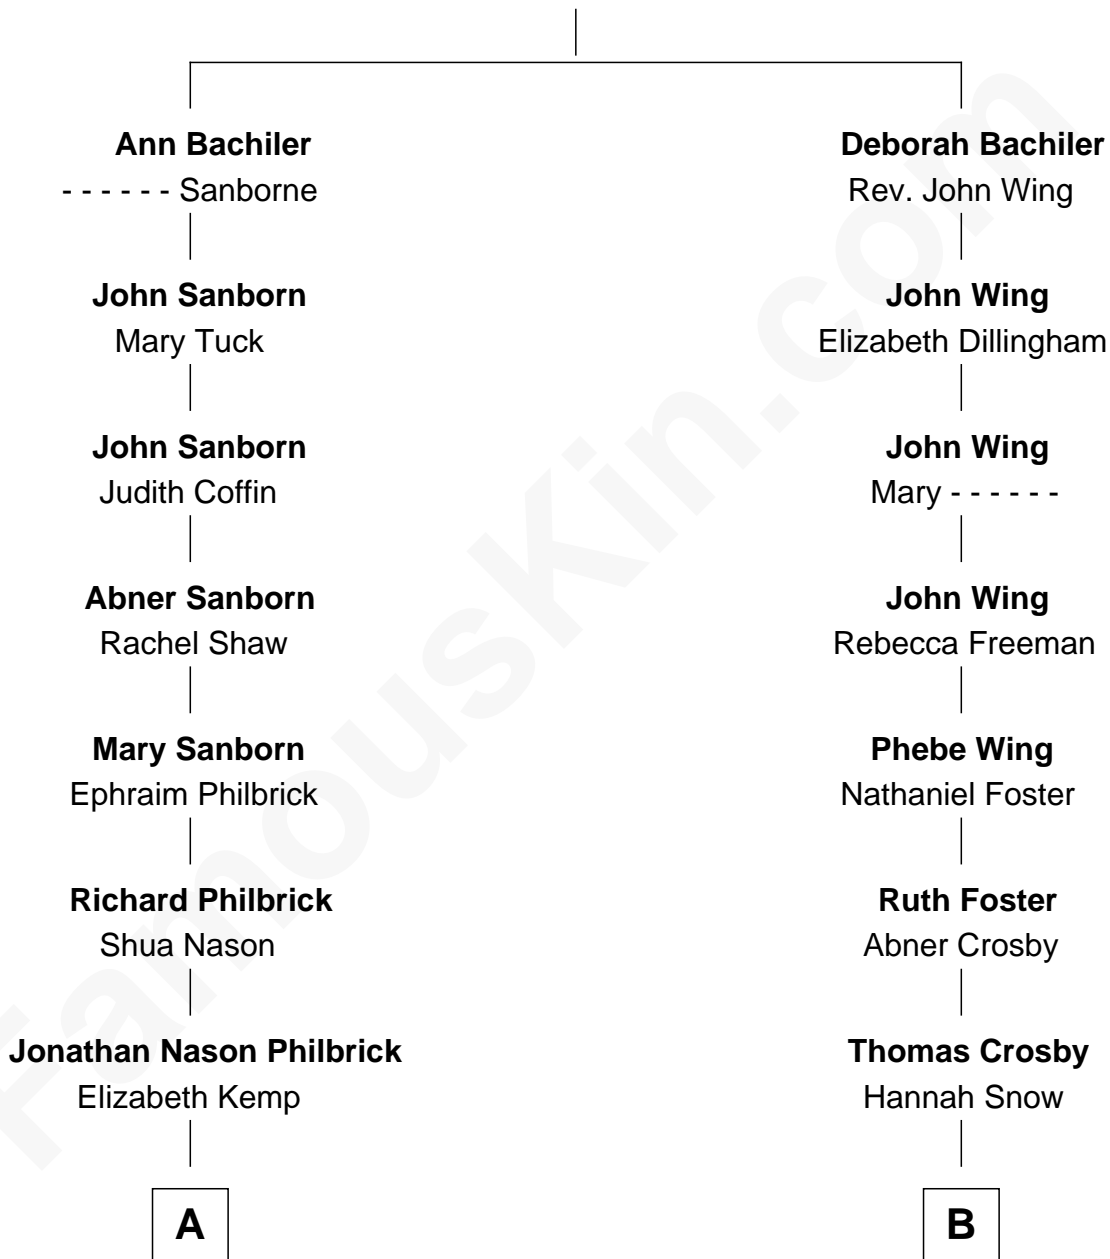 Ann Bachiler
- - - - - - Sanborne
John Sanborn
Mary Tuck
John Sanborn
Judith Coffin
Abner Sanborn
Rachel Shaw
Mary Sanborn
Ephraim Philbrick
Richard Philbrick
Shua Nason
Jonathan Nason Philbrick
Elizabeth Kemp
A
Deborah Bachiler
Rev. John Wing
John Wing
Elizabeth Dillingham
John Wing
Mary - - - - - -
John Wing
Rebecca Freeman
Phebe Wing
Nathaniel Foster
Ruth Foster
Abner Crosby
Thomas Crosby
Hannah Snow
B
FamousKin.com